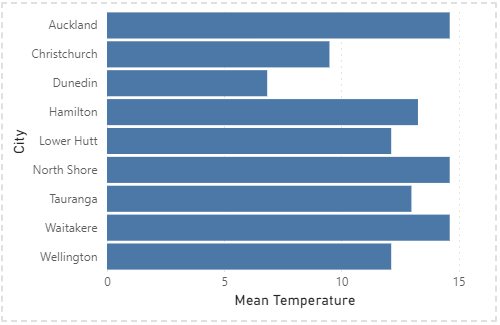 City
Auckland
Christchurch
Dunedin
Hamilton
Lower Hutt
North Shore
Tauranga
Waitakere
Wellington
0 5 10 15
Mean Temperature